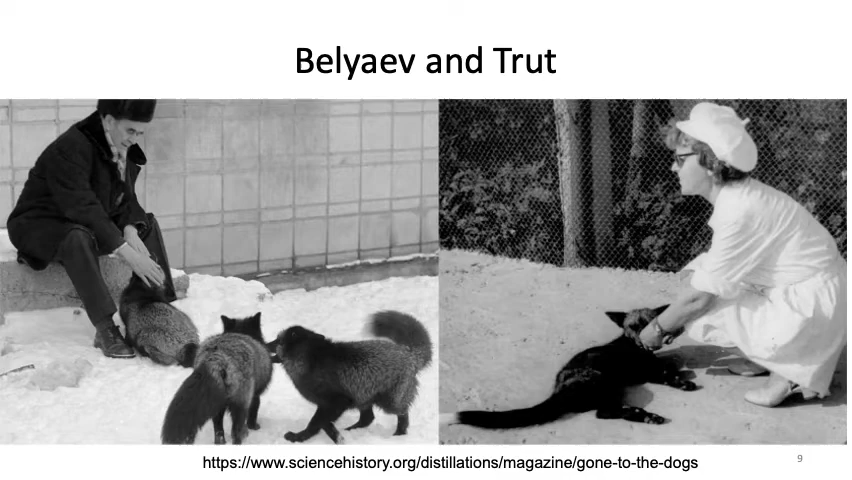 Belyaev and Trut
https://www.sciencehistory.org/distillations/magazine/gone-to-the-dogs
9